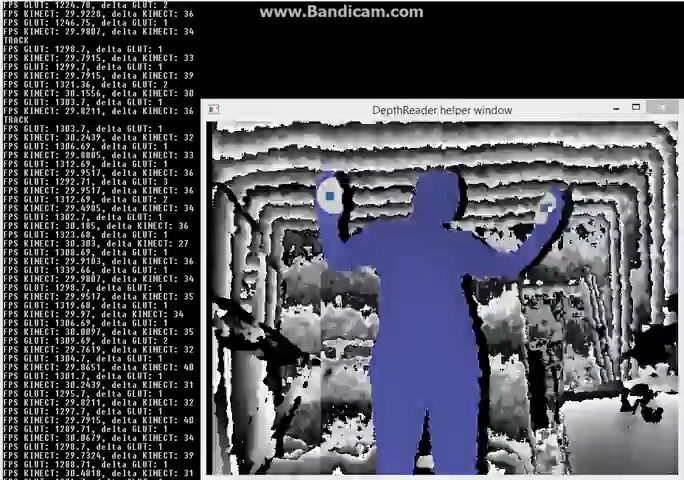 www.Bandicam.com
FPS GLUT: 1224.78, delta GLUT: 2
FPS KINECT: 29.9228, delta KINECT: 36
FPS GLUT: 1246.75, delta GLUT: 1
FPS KINECT: 29.9807, delta KINECT: 34
TRACK
FPS GLUT: 1298.7, delta GLUT: 1
FPS KINECT: 29.7915, delta KINECT: 33
FPS GLUT: 1299.7, delta GLUT: 1
FPS KINECT: 29.7915, delta KINECT: 39
FPS GLUT: 1321.36, delta GLUT: 2
FPS KINECT: 30.1556, delta KINECT: 30
FPS GLUT: 1303.7, delta GLUT: 1
FPS KINECT: 29.8211, delta KINECT: 36
TRACK
DepthReader helper window
FPS GLUT: 1303.7, delta GLUT: 1
FPS KINECT: 30.2439, delta KINECT: 32
FPS GLUT: 1306.69, delta GLUT: 1
FPS KINECT: 29.8805, delta KINECT: 33
FPS GLUT: 1312.69, delta GLUT: 1
FPS KINECT: 29.9517, delta KINECT: 36
FPS GLUT: 1292.71, delta GLUT: 3
FPS KINECT: 29.9517, delta KINECT: 36
FPS GLUT: 1312.69, delta GLUT: 2
FPS KINECT: 29.4985, delta KINECT: 34
FPS GLUT: 1302.7, delta GLUT: 1
FPS KINECT: 30.185, delta KINECT: 36
FPS GLUT: 1323.68, delta GLUT: 1
FPS KINECT: 30.303, delta KINECT: 27
FPS GLUT: 1308.69, delta GLUT: 1
FPS KINECT: 29.9103, delta KINECT: 36
FPS GLUT: 1339.66, delta GLUT: 1
FPS KINECT: 29.9807, delta KINECT: 34
FPS GLUT: 1298.7, delta GLUT: 1
FPS KINECT: 29.9517, delta KINECT: 35
FPS GLUT: 1319.68, delta GLUT: 1
FPS KINECT: 29.97, delta KINECT: 34
FPS GLUT: 1306.69, delta GLUT: 1
FPS KINECT: 30.0097, delta KINECT: 35
FPS GLUT: 1309.69, delta GLUT: 2
FPS KINECT: 29.7619, delta KINECT: 32
FPS GLUT: 1304.7, delta GLUT: 1
FPS KINECT: 29.8651, delta KINECT: 40
FPS GLUT: 1301.7, delta GLUT: 1
FPS KINECT: 30.2439, delta KINECT: 31
FPS GLUT: 1295.7, delta GLUT: 1
FPS KINECT: 29.8211, delta KINECT: 32
FPS GLUT: 1297.7, delta GLUT: 1
FPS KINECT: 29.7915, delta KINECT: 40
FPS GLUT: 1289.71, delta GLUT: 1
FPS KINECT: 30.0679, delta KINECT: 34
FPS GLUT: 1298.7, delta GLUT: 1
FPS KINECT: 29.7324, delta KINECT: 39
FPS GLUT: 1288.71, delta GLUT: 1
FPS KINECT: 30.4818, delta KINECT: 31